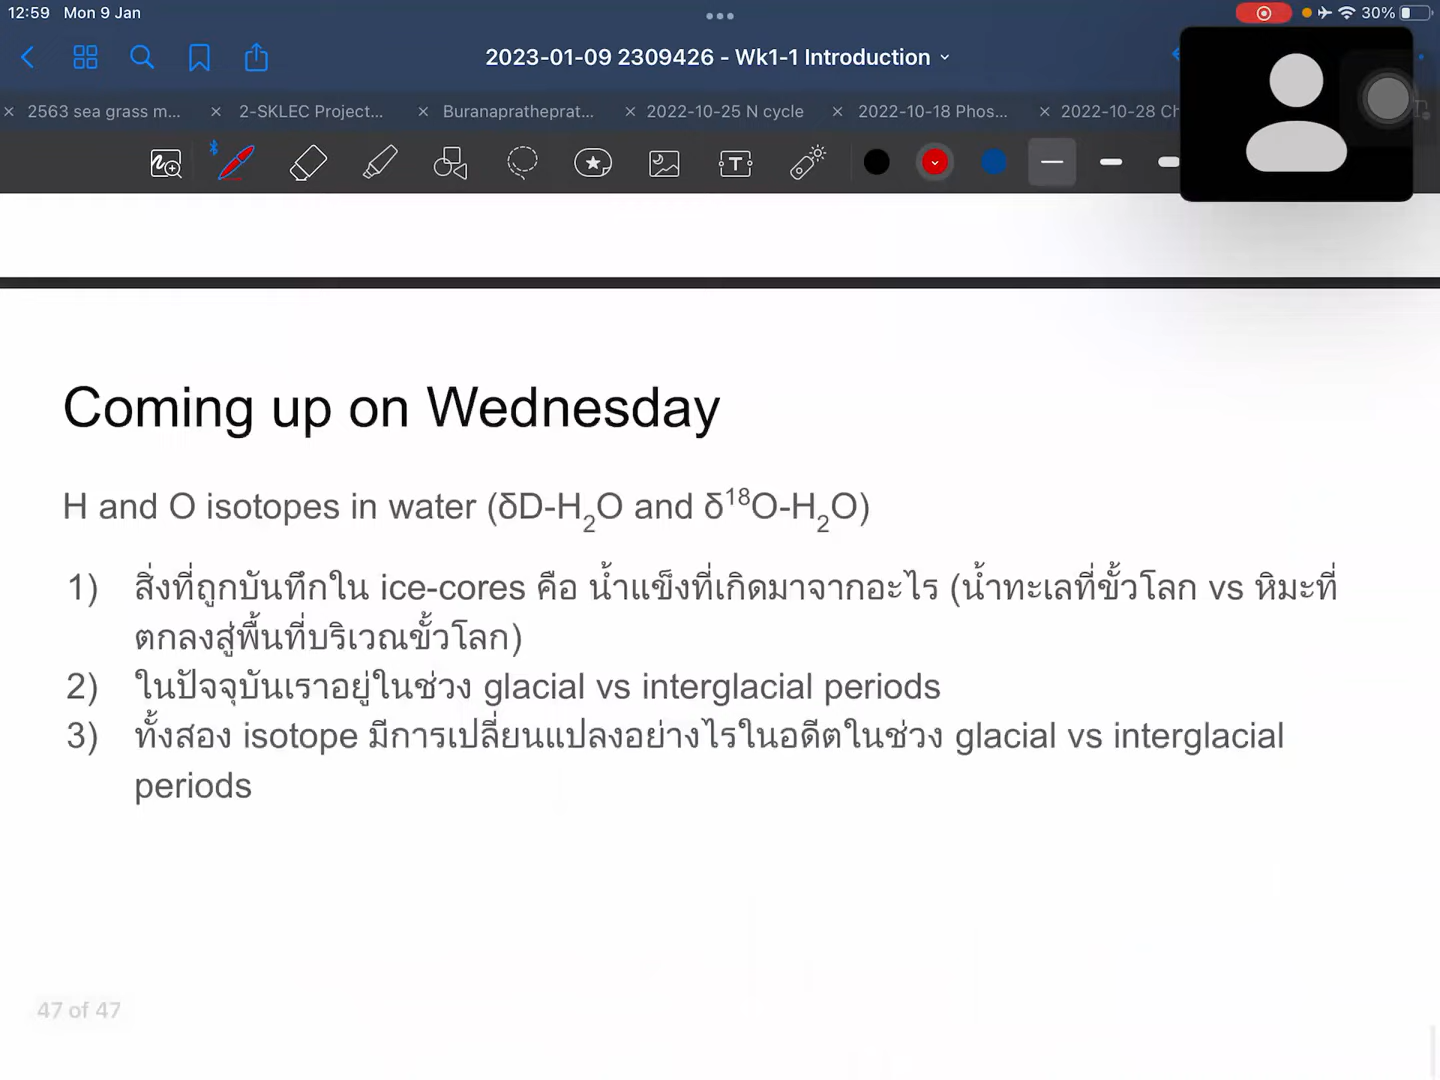 12:59 Mon 9 Jan
30%
2023-01-09 2309426 - Wk1-1 Introduction
2563 sea grass m... 2-SKLEC Project... Buranapratheprat... 2022-10-25 N cycle 2022-10-18 Phos... 2022-10-28 Ch
Coming up on Wednesday
H and O isotopes in water (δD-H₂O and δ¹⁸O-H₂O)
1) สิ่งที่ถูกบันทึกใน ice-cores คือ น้ำแข็งที่เกิดมาจากอะไร (น้ำทะเลที่ขั้วโลก vs หิมะที่
ตกลงสู่พื้นที่บริเวณขั้วโลก)
2) ในปัจจุบันเราอยู่ในช่วง glacial vs interglacial periods
3) ทั้งสอง isotope มีการเปลี่ยนแปลงอย่างไรในอดีตในช่วง glacial vs interglacial
periods
47 of 47